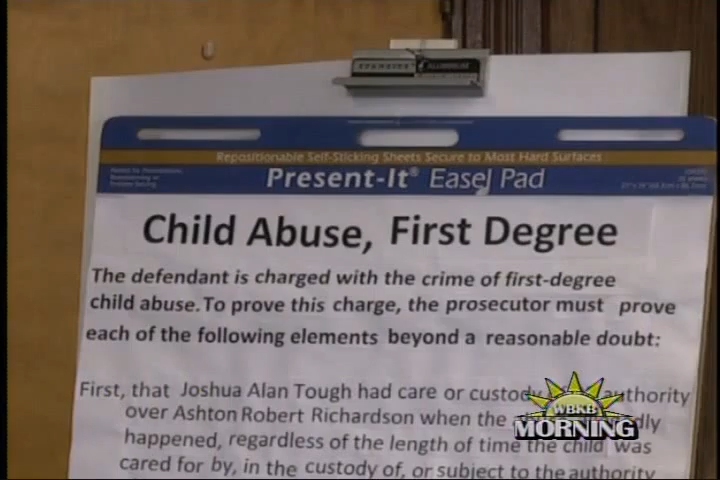 Repositionable Self-Sticking Sheets Secure to Most Hard Surfaces
Present-It® Easel Pad
Child Abuse, First Degree
The defendant is charged with the crime of first-degree
child abuse. To prove this charge, the prosecutor must prove
each of the following elements beyond a reasonable doubt:
First, that Joshua Alan Tough had care or custody authority
over Ashton Robert Richardson when the
happened, regardless of the length of time the child was
cared for by, in the custody of, or subject to the authority
WBKB
MORNING